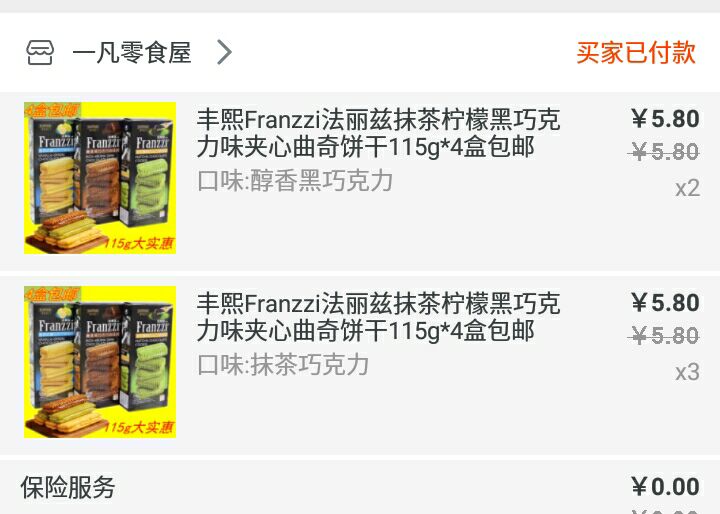 一凡零食屋
买家已付款
4盒包邮
Franzzi
Franzzi
Franzzi
115g大实惠
丰熙Franzzi法丽兹抹茶柠檬黑巧克
力味夹心曲奇饼干115g*4盒包邮
口味:醇香黑巧克力
￥5.80
￥5.80
x2
4盒包邮
Franzzi
Franzzi
Franzzi
115g大实惠
丰熙Franzzi法丽兹抹茶柠檬黑巧克
力味夹心曲奇饼干115g*4盒包邮
口味:抹茶巧克力
￥5.80
￥5.80
x3
保险服务
￥0.00